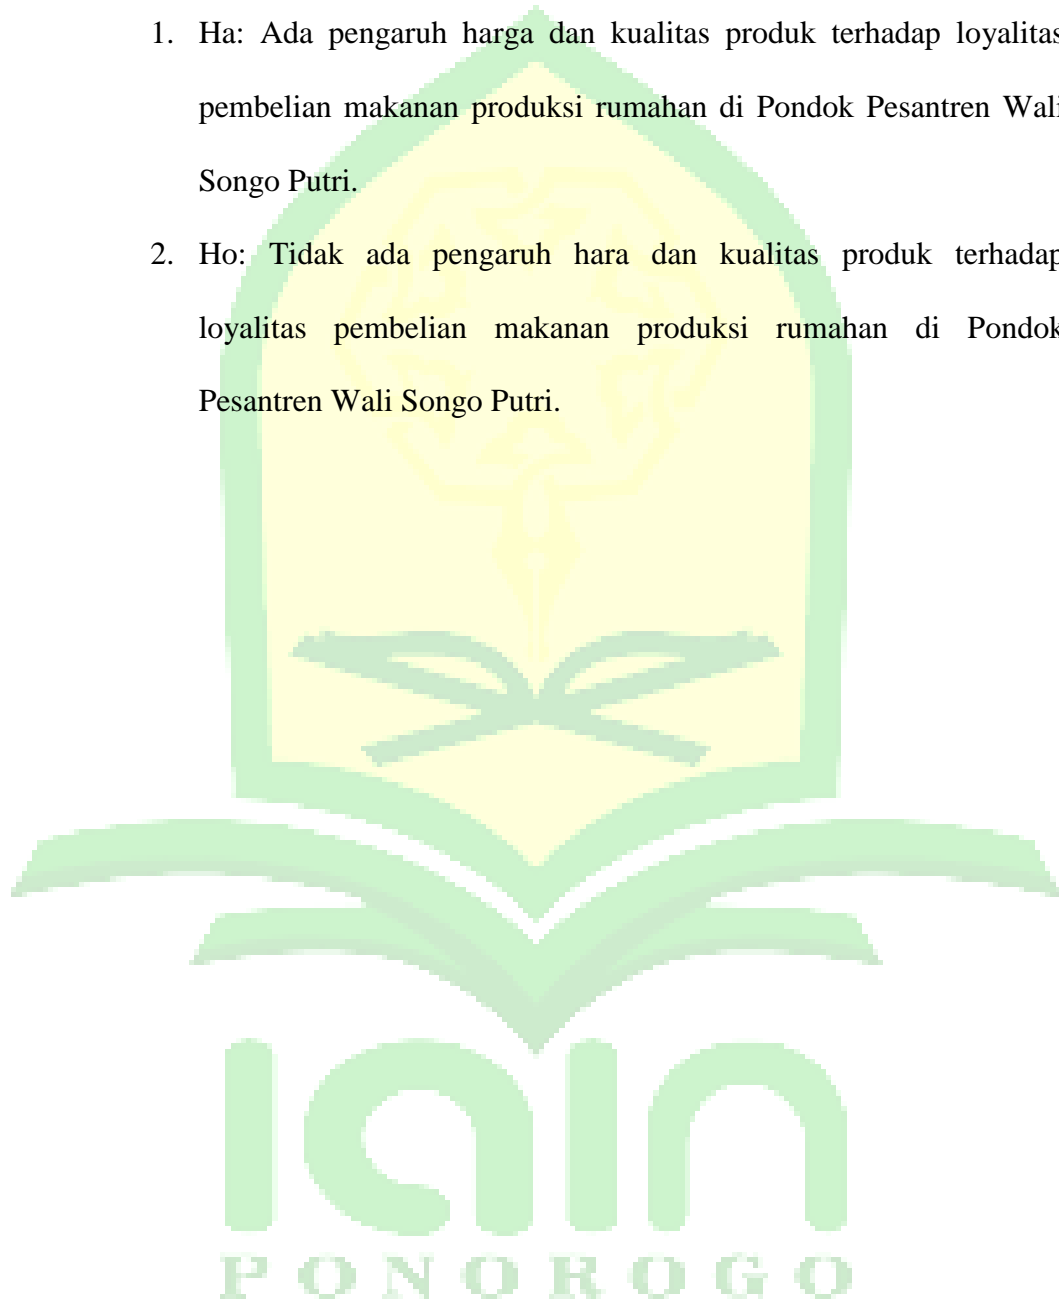 1. Ha: Ada pengaruh harga dan kualitas produk terhadap loyalitas
pembelian makanan produksi rumahan di Pondok Pesantren Wali
Songo Putri.
2. Ho: Tidak ada pengaruh hara dan kualitas produk terhadap
loyalitas pembelian makanan produksi rumahan di Pondok
Pesantren Wali Songo Putri.
iain
PONOROGO